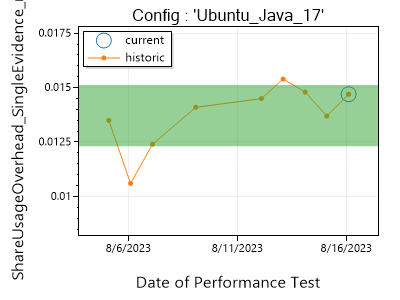 Config : 'Ubuntu_Java_17'
ShareUsageOverhead_SingleEvidence_
0.0175
0.015
0.0125
0.01
current
historic
8/6/2023
8/11/2023
8/16/2023
Date of Performance Test